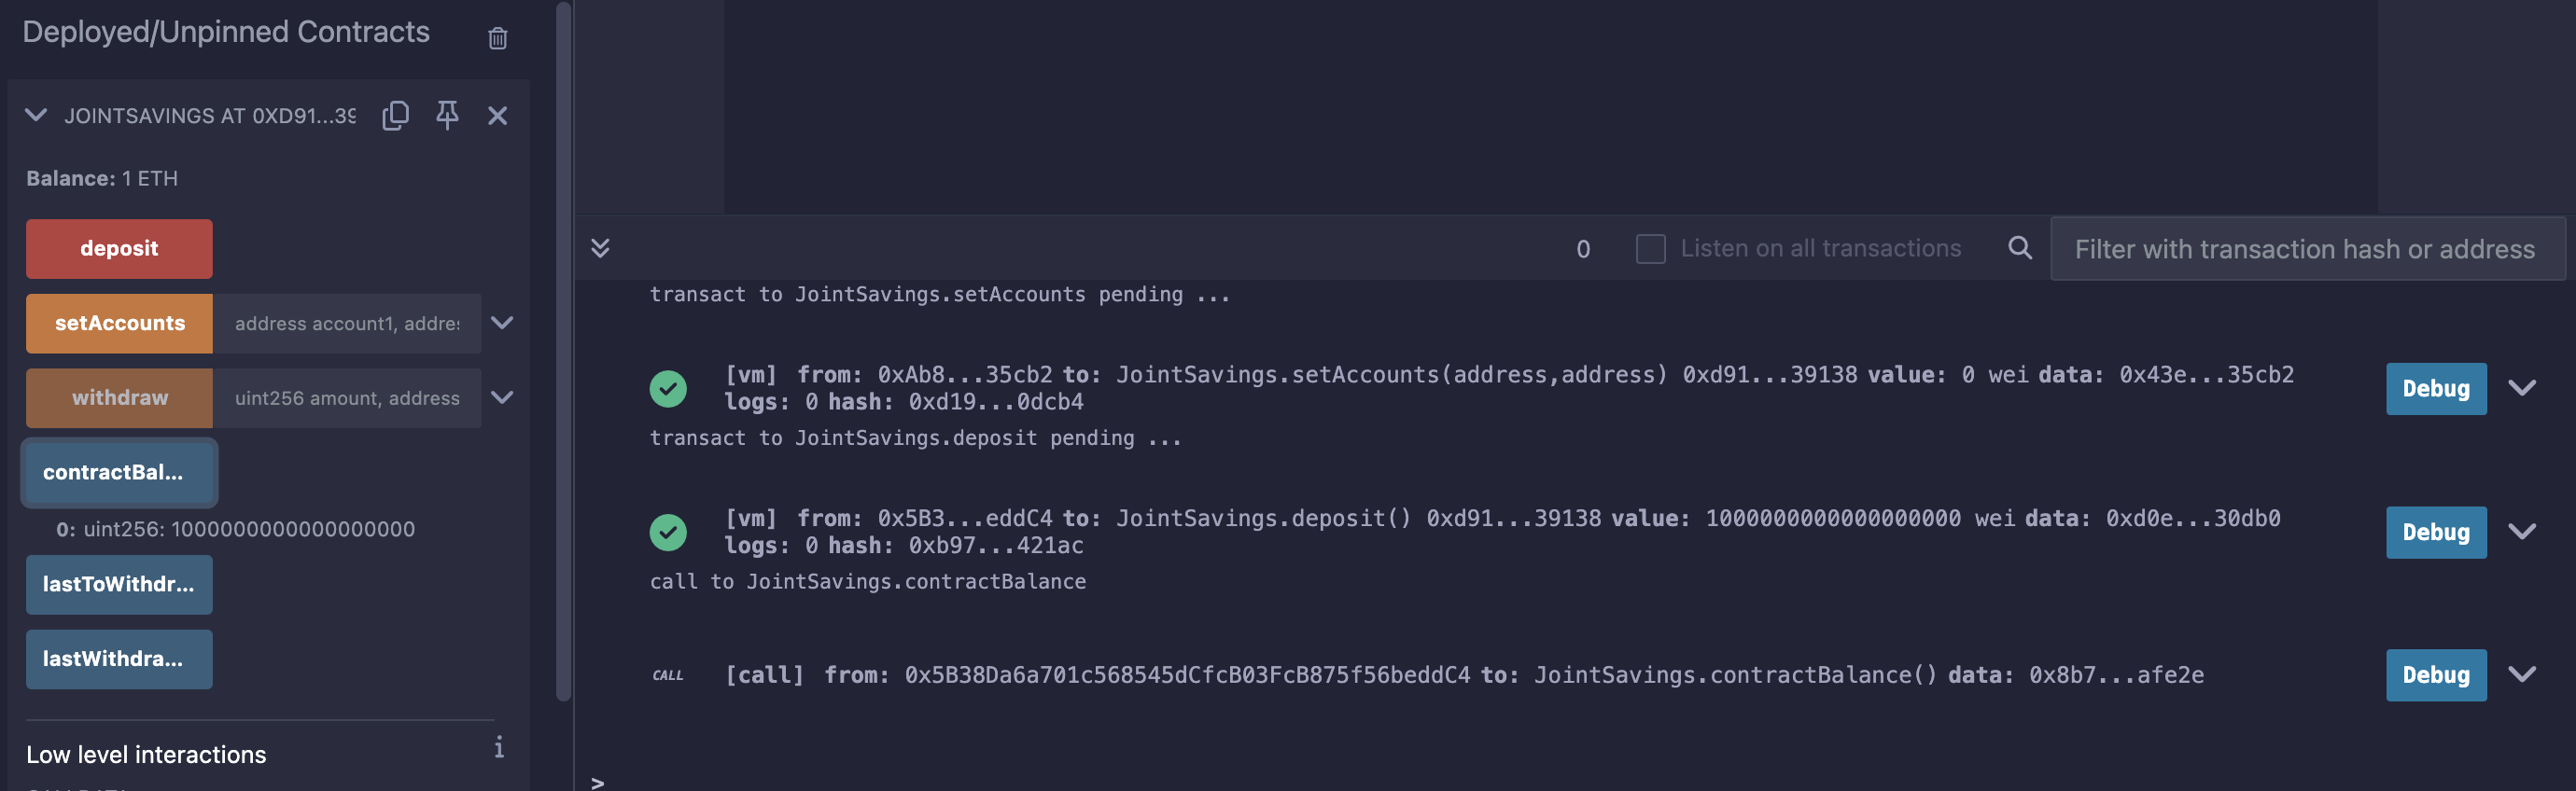 Deployed/Unpinned Contracts
JOINTSAVINGS AT 0XD91...39
Balance: 1 ETH
deposit
setAccounts address account1, addres
withdraw uint256 amount, address
contractBal...
0: uint256: 1000000000000000000
lastToWithdr...
lastWithdra...
Low level interactions
i
0 Listen on all transactions Filter with transaction hash or address
transact to JointSavings.setAccounts pending ...
[vm] from: 0xAb8...35cb2 to: JointSavings.setAccounts(address,address) 0xd91...39138 value: 0 wei data: 0x43e...35cb2
logs: 0 hash: 0xd19...0dcb4
Debug
transact to JointSavings.deposit pending ...
[vm] from: 0x5B3...eddC4 to: JointSavings.deposit() 0xd91...39138 value: 1000000000000000000 wei data: 0xd0e...30db0
logs: 0 hash: 0xb97...421ac
Debug
call to JointSavings.contractBalance
CALL [call] from: 0x5B38Da6a701c568545dCfcB03FcB875f56beddC4 to: JointSavings.contractBalance() data: 0x8b7...afe2e
Debug
>